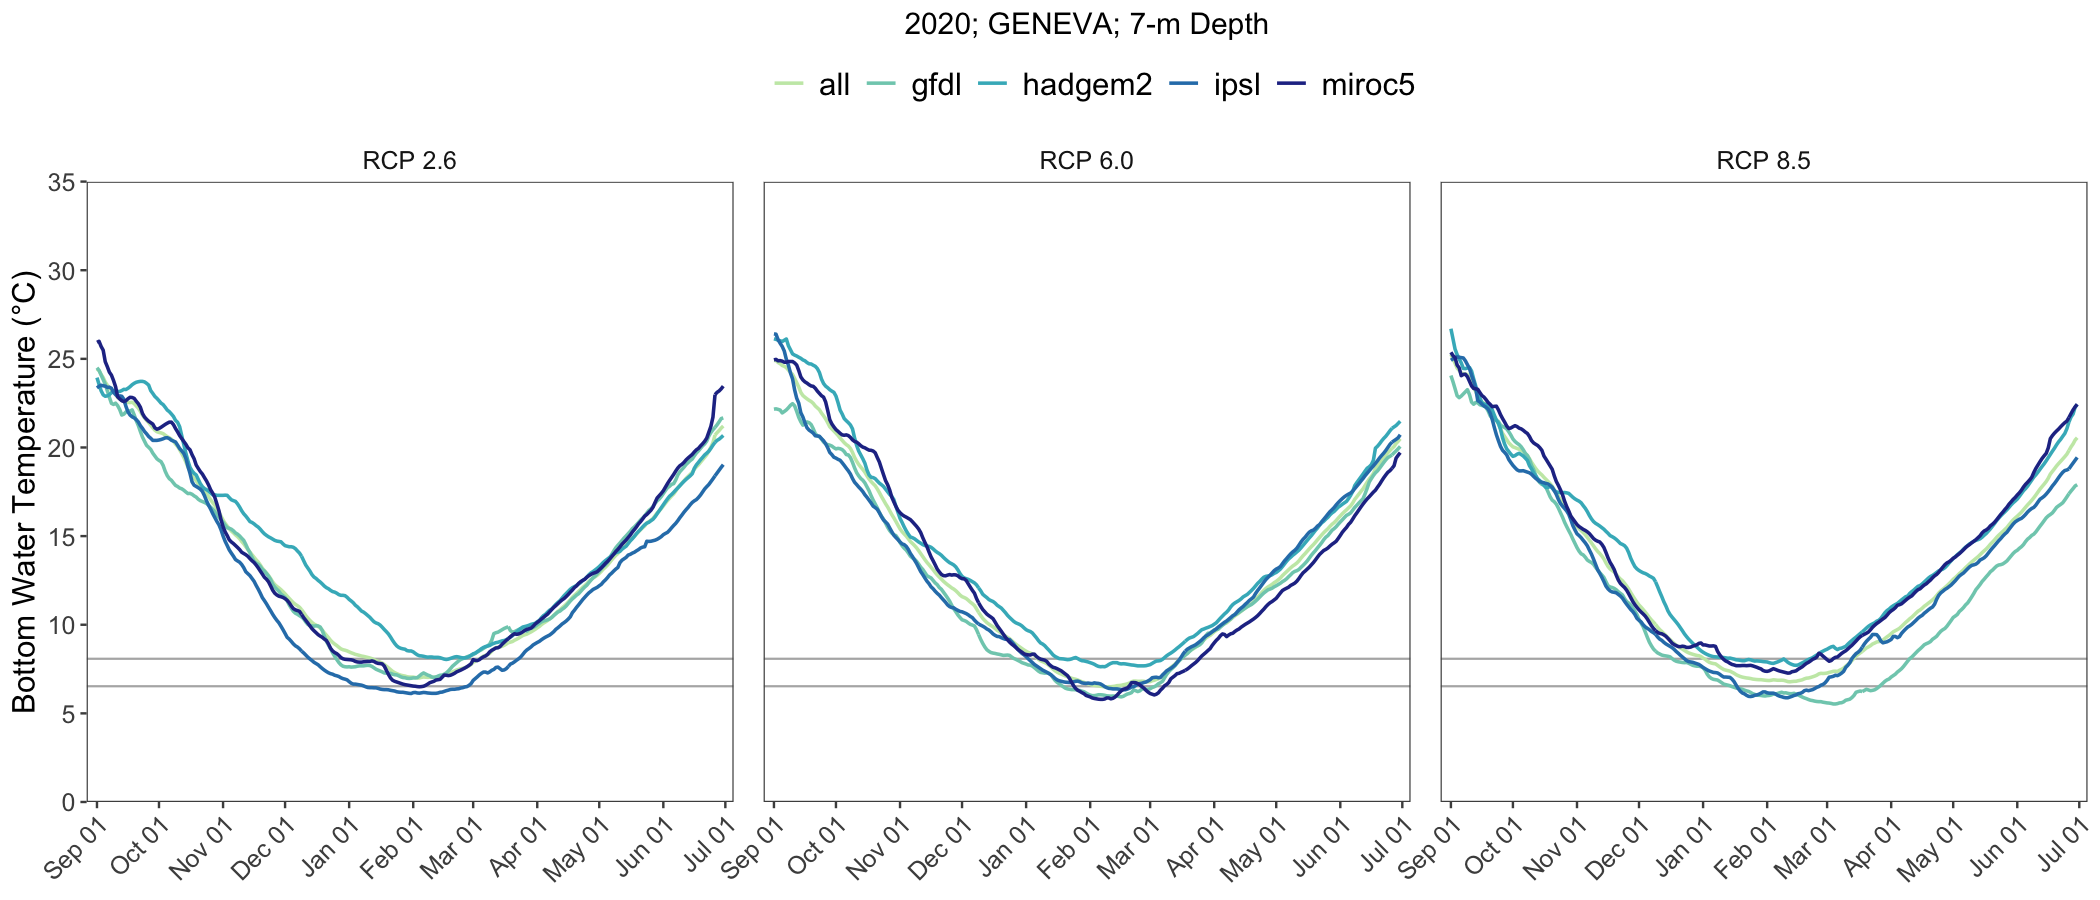 2020; GENEVA; 7-m Depth
all gfdl hadgem2 ipsl miroc5
RCP 2.6 RCP 6.0 RCP 8.5
Bottom Water Temperature (°C)
35
30
25
20
15
10
5
0
Sep 01 Oct 01 Nov 01 Dec 01 Jan 01 Feb 01 Mar 01 Apr 01 May 01 Jun 01 Jul 01 Sep 01 Oct 01 Nov 01 Dec 01 Jan 01 Feb 01 Mar 01 Apr 01 May 01 Jun 01 Jul 01 Sep 01 Oct 01 Nov 01 Dec 01 Jan 01 Feb 01 Mar 01 Apr 01 May 01 Jun 01 Jul 01